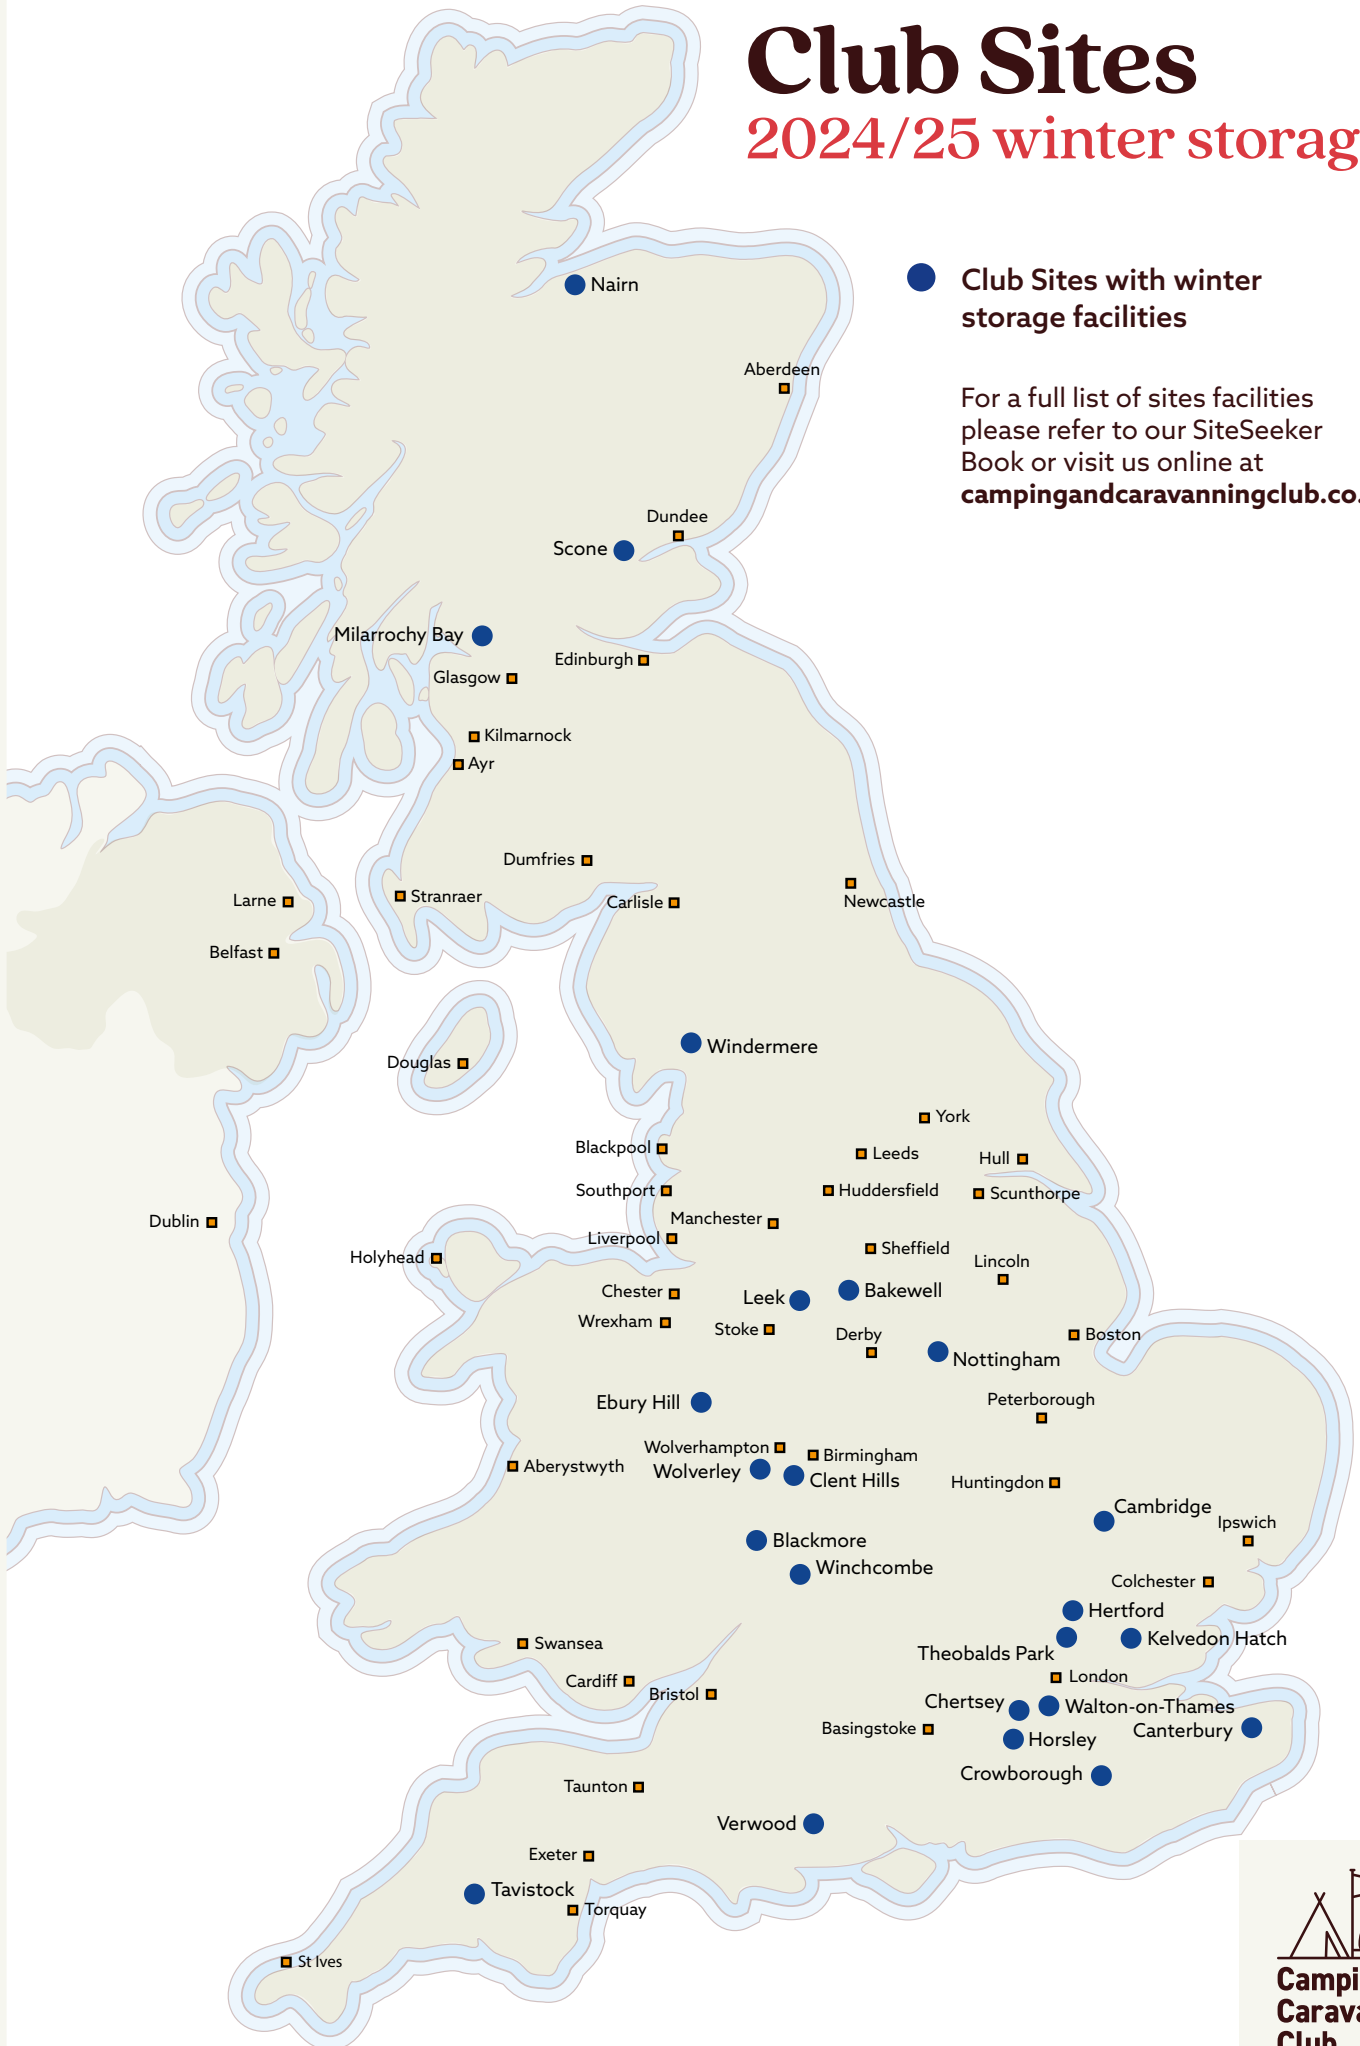 Club Sites
2024/25 winter storag
Club Sites with winter
storage facilities
For a full list of sites facilities
please refer to our SiteSeeker
Book or visit us online at
campingandcaravanningclub.co.
Nairn
Aberdeen
Dundee
Scone
Milarrochy Bay
Edinburgh
Glasgow
Kilmarnock
Ayr
Dumfries
Stranraer
Larne
Carlisle
Newcastle
Belfast
Windermere
Douglas
York
Blackpool
Leeds
Hull
Southport
Huddersfield
Scunthorpe
Dublin
Manchester
Liverpool
Holyhead
Sheffield
Lincoln
Chester
Leek
Bakewell
Wrexham
Stoke
Derby
Boston
Nottingham
Ebury Hill
Peterborough
Wolverhampton
Birmingham
Aberystwyth
Wolverley
Clent Hills
Huntingdon
Cambridge
Ipswich
Blackmore
Winchcombe
Colchester
Hertford
Swansea
Theobalds Park
Kelvedon Hatch
Cardiff
London
Bristol
Chertsey
Walton-on-Thames
Basingstoke
Canterbury
Horsley
Crowborough
Taunton
Verwood
Exeter
Tavistock
Torquay
St Ives
Campi
Carava
Club